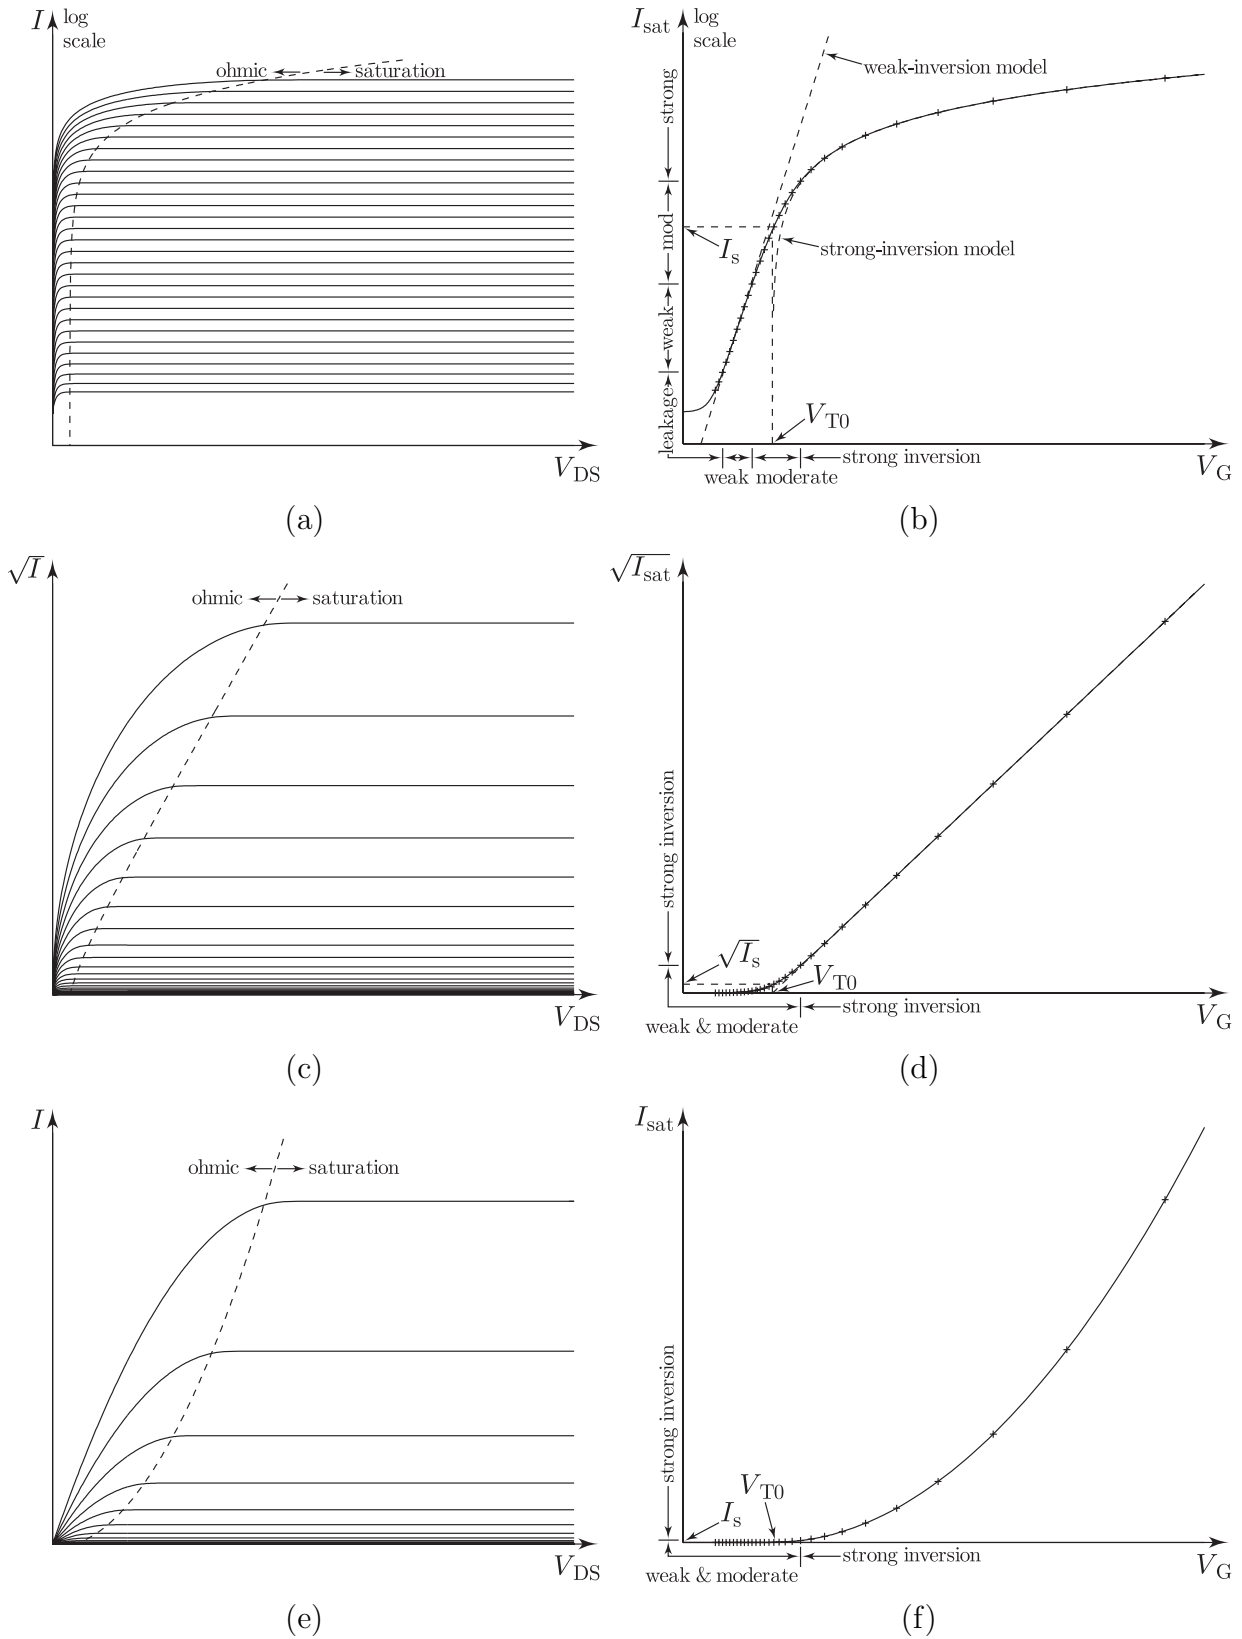 I
log
scale
ohmic
saturation
V_DS
(a)
I_sat
log
scale
weak-inversion model
strong
mod
weak
leakage
I_s
strong-inversion model
V_T0
strong inversion
weak moderate
V_G
(b)
√I
ohmic
saturation
V_DS
(c)
√I_sat
strong inversion
√I_s
V_T0
strong inversion
weak & moderate
V_G
(d)
I
ohmic
saturation
V_DS
(e)
I_sat
strong inversion
V_T0
I_s
strong inversion
weak & moderate
V_G
(f)